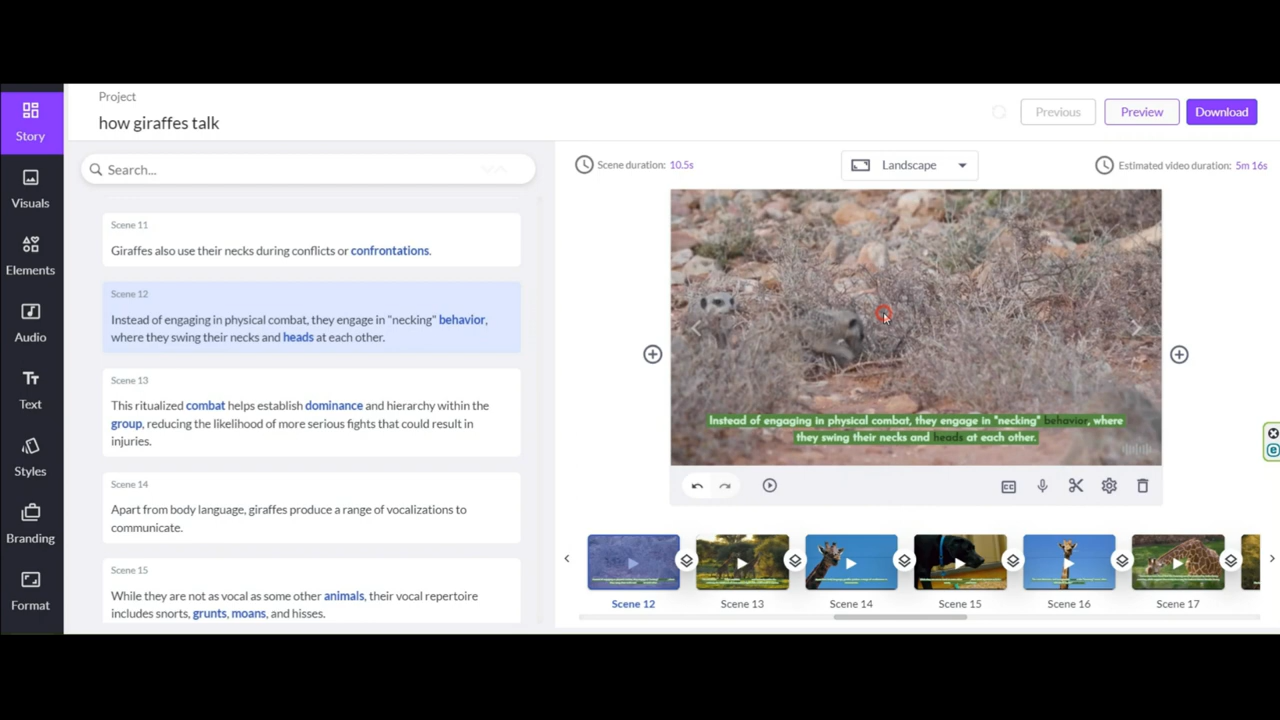 Project
how giraffes talk
Previous
Preview
Download
Story
Visuals
Elements
Audio
Text
Styles
Branding
Format
Search...
Scene 11
Giraffes also use their necks during conflicts or confrontations.
Scene 12
Instead of engaging in physical combat, they engage in "necking" behavior,
where they swing their necks and heads at each other.
Scene 13
This ritualized combat helps establish dominance and hierarchy within the
group, reducing the likelihood of more serious fights that could result in
injuries.
Scene 14
Apart from body language, giraffes produce a range of vocalizations to
communicate.
Scene 15
While they are not as vocal as some other animals, their vocal repertoire
includes snorts, grunts, moans, and hisses.
Scene duration: 10.5s
Landscape
Estimated video duration: 5m 16s
Instead of engaging in physical combat, they engage in "necking" behavior, where
they swing their necks and heads at each other.
CC
Scene 12
Scene 13
Scene 14
Scene 15
Scene 16
Scene 17